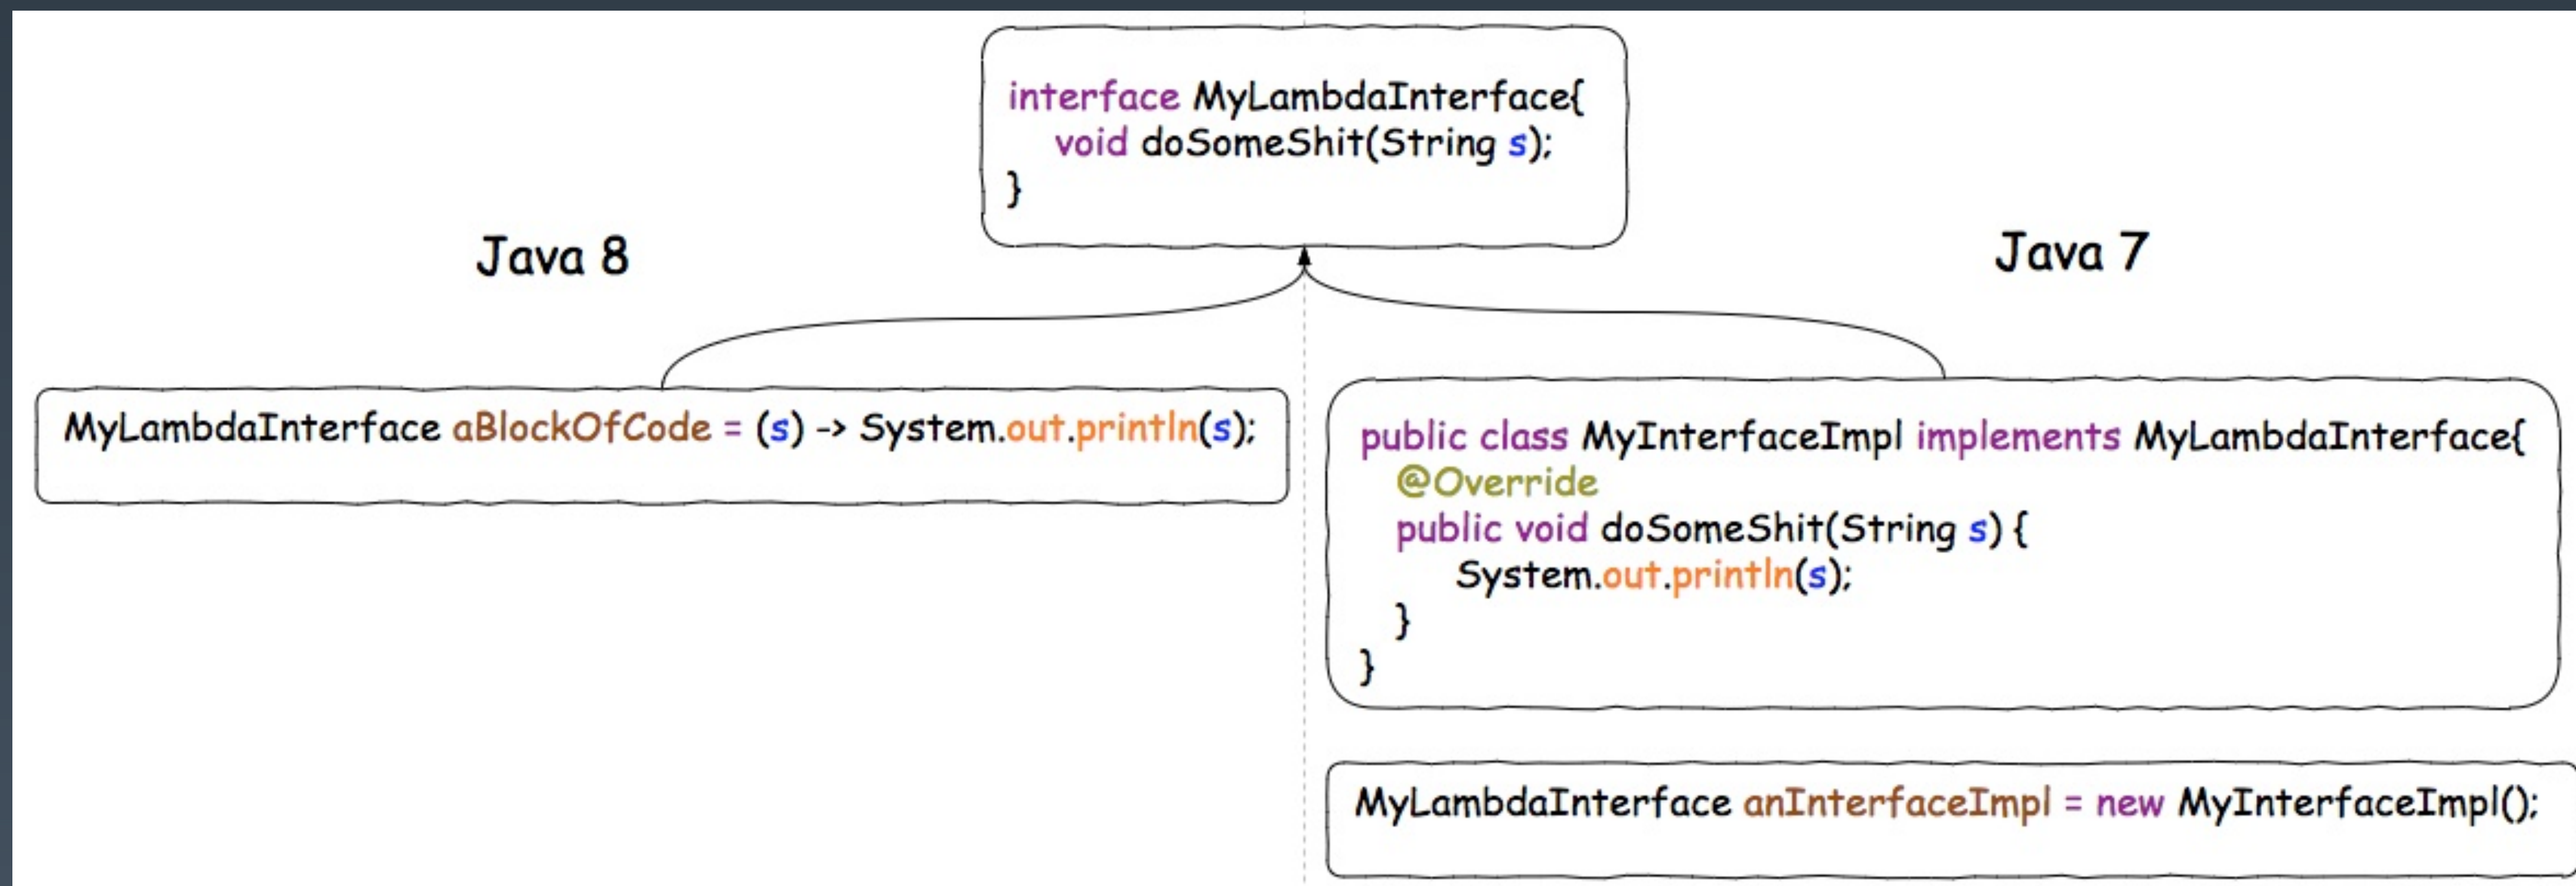 interface MyLambdaInterface{
void doSomeShit(String s);
}
Java 8
Java 7
MyLambdaInterface aBlockOfCode = (s) -> System.out.println(s);
public class MyInterfaceImpl implements MyLambdaInterface{
@Override
public void doSomeShit(String s) {
System.out.println(s);
}
}
MyLambdaInterface anInterfaceImpl = new MyInterfaceImpl();